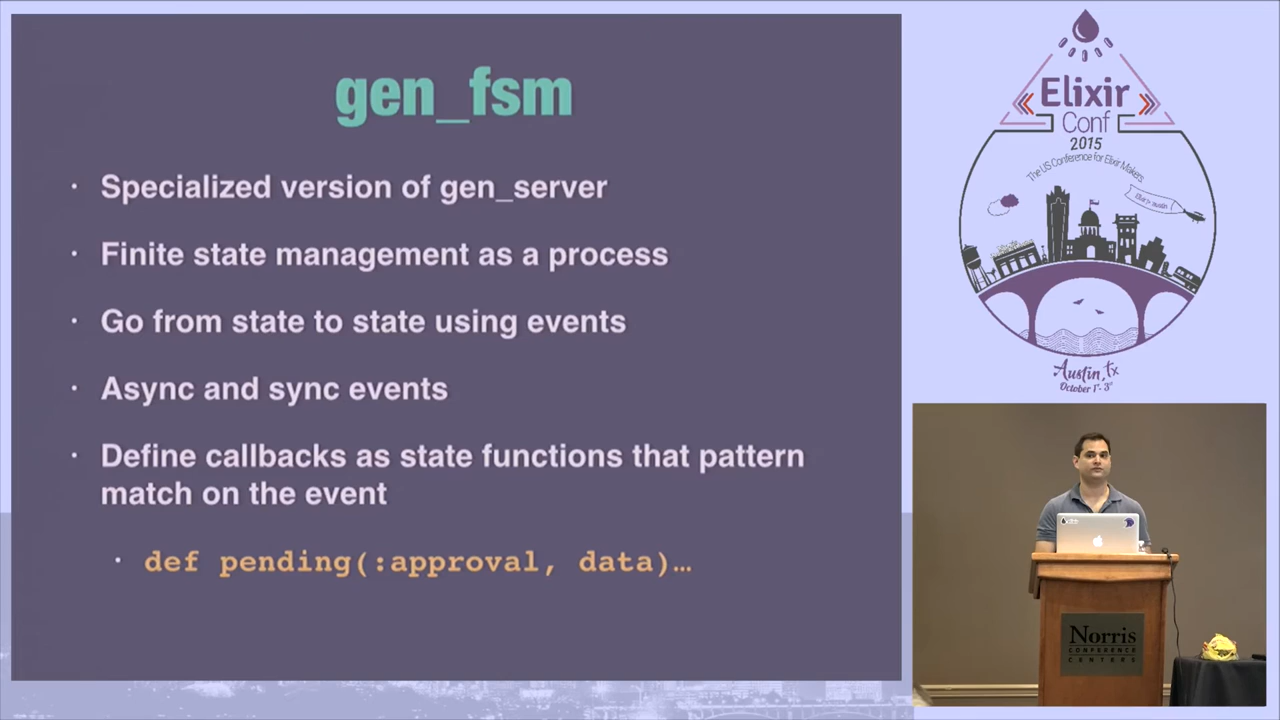 gen_fsm
· Specialized version of gen_server
· Finite state management as a process
· Go from state to state using events
· Async and sync events
· Define callbacks as state functions that pattern
match on the event
· def pending(:approval, data)…
Elixir
Conf
2015
The US Conference for Elixir Makers
Austin, Tx
October 1st - 3rd
Norris
CONFERENCE
CENTERS